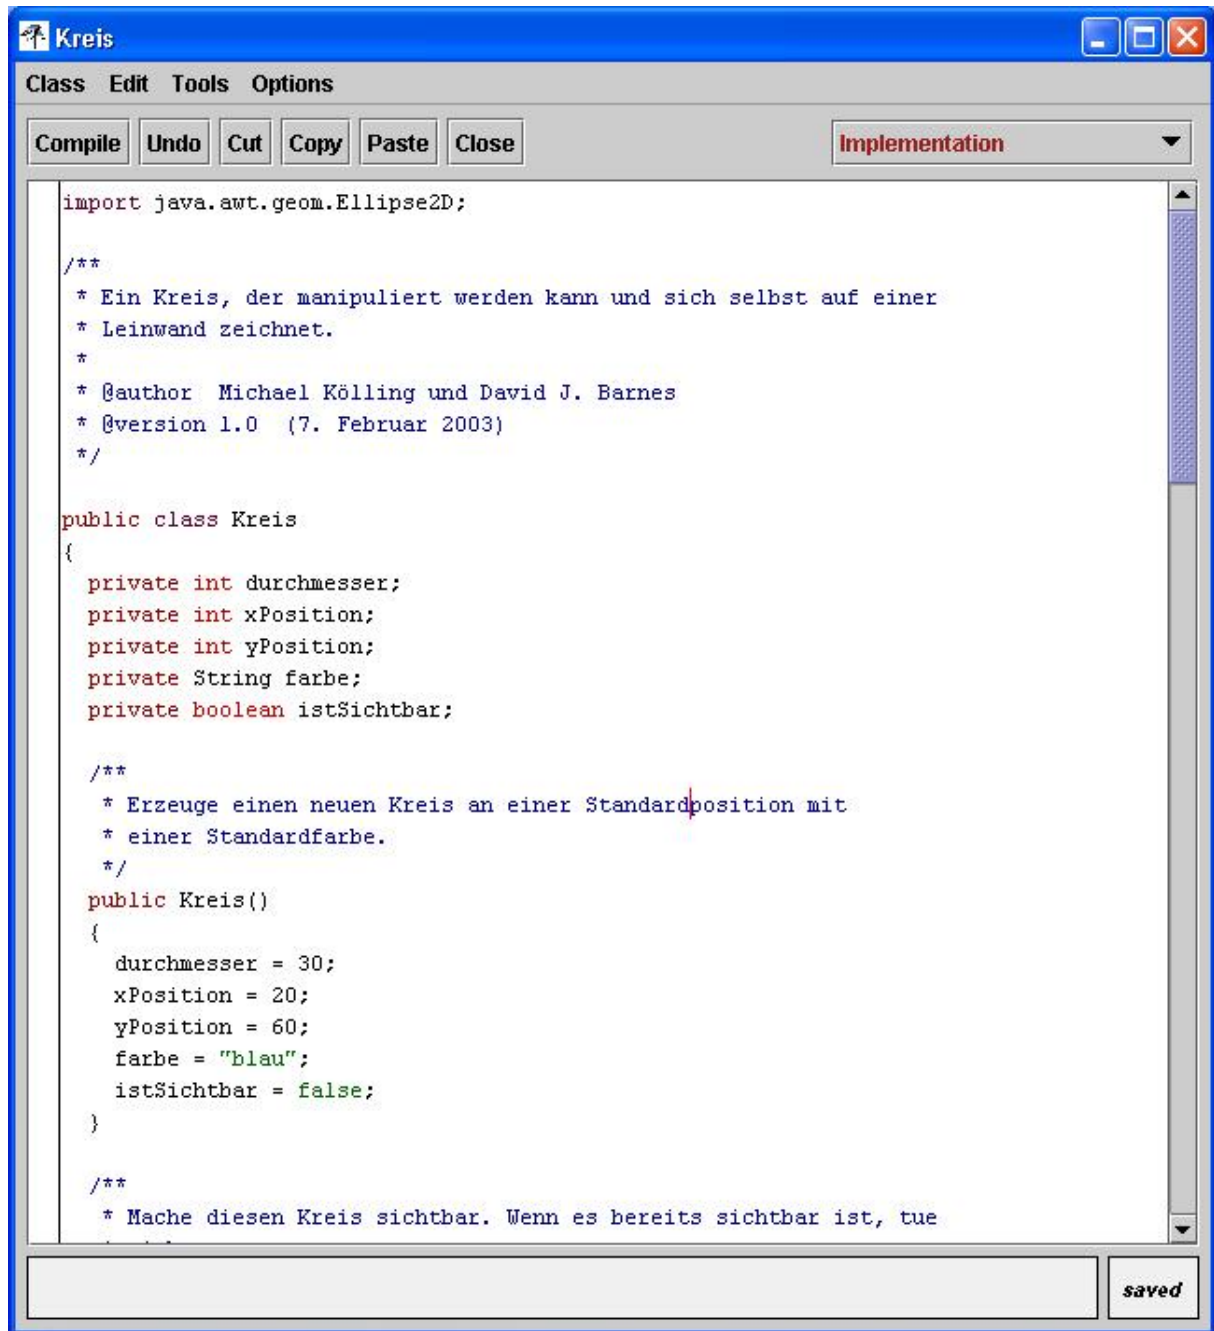 Kreis
Class Edit Tools Options
Compile Undo Cut Copy Paste Close Implementation
import java.awt.geom.Ellipse2D;
/**
* Ein Kreis, der manipuliert werden kann und sich selbst auf einer
* Leinwand zeichnet.
*
* @author  Michael Kölling und David J. Barnes
* @version 1.0  (7. Februar 2003)
*/
public class Kreis
{
private int durchmesser;
private int xPosition;
private int yPosition;
private String farbe;
private boolean istSichtbar;
/**
* Erzeuge einen neuen Kreis an einer Standardposition mit
* einer Standardfarbe.
*/
public Kreis()
{
durchmesser = 30;
xPosition = 20;
yPosition = 60;
farbe = "blau";
istSichtbar = false;
}
/**
* Mache diesen Kreis sichtbar. Wenn es bereits sichtbar ist, tue
saved